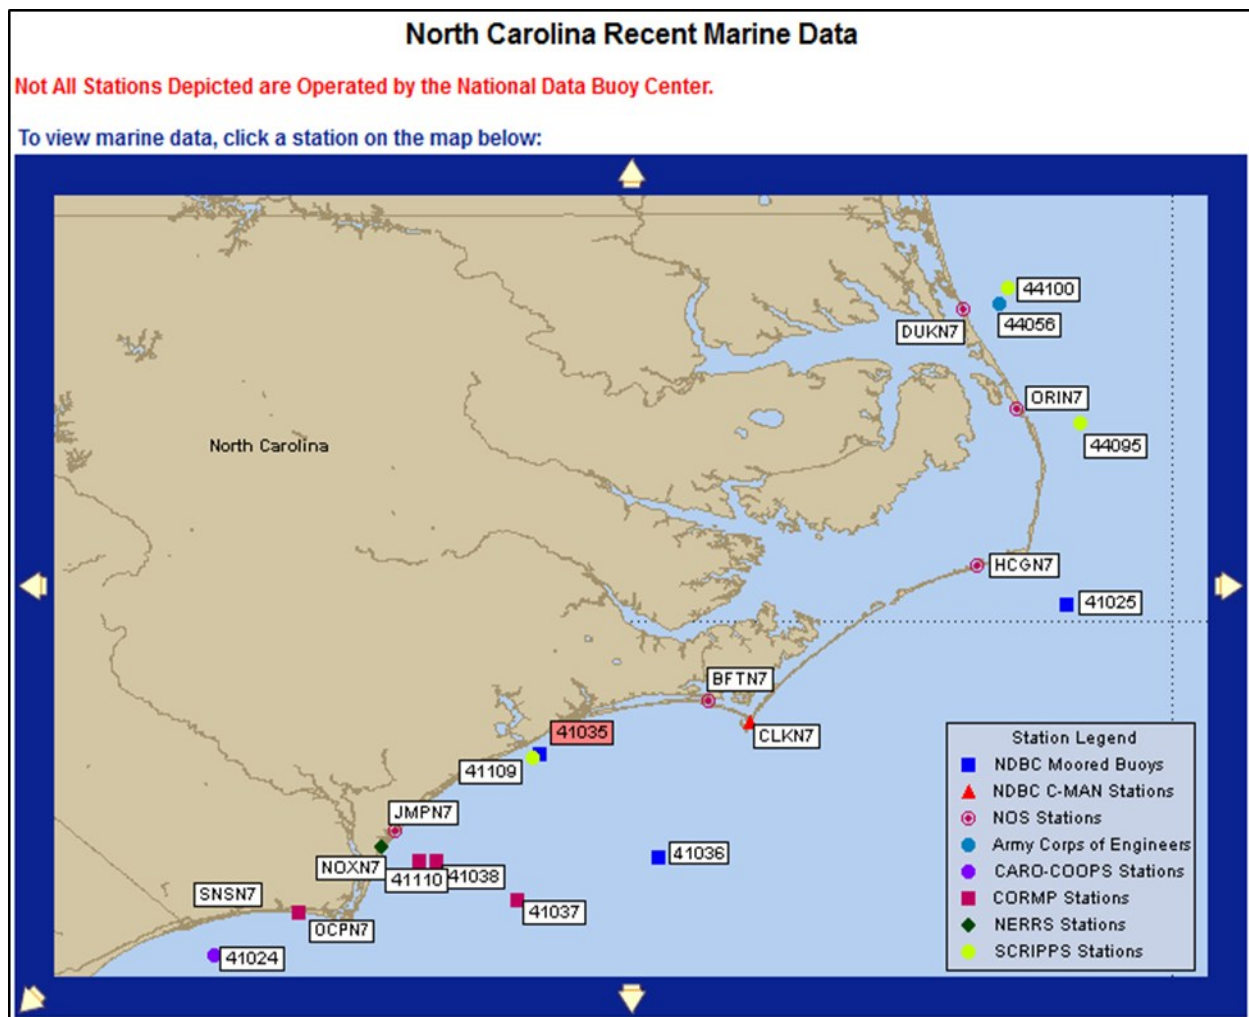 North Carolina Recent Marine Data
Not All Stations Depicted are Operated by the National Data Buoy Center.
To view marine data, click a station on the map below:
44100
44056
DUKN7
ORIN7
44095
North Carolina
HCGN7
41025
BFTN7
CLKN7
41035
41109
JMPN7
NOXN7
41110
41038
41036
41037
SNSN7
OCPN7
41024
Station Legend
NDBC Moored Buoys
NDBC C-MAN Stations
NOS Stations
Army Corps of Engineers
CARO-COOPS Stations
CORMP Stations
NERRS Stations
SCRIPPS Stations